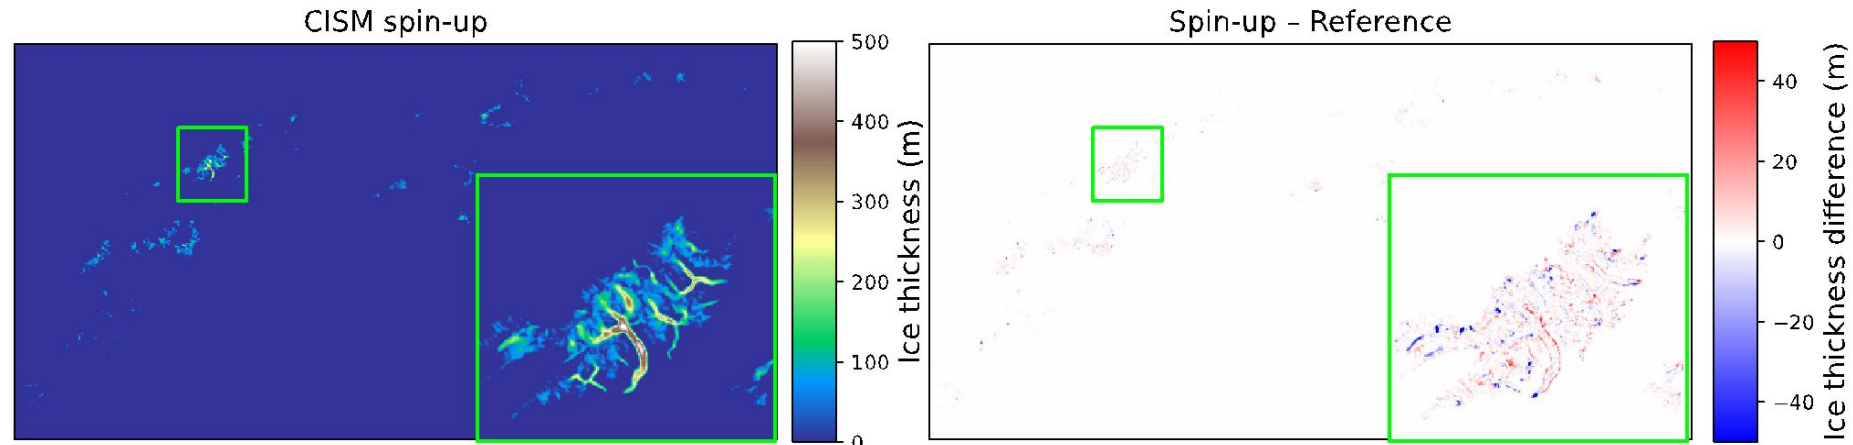 CISM spin-up
500
400
300
200
100
0
Ice thickness (m)
Spin-up – Reference
40
20
0
−20
−40
Ice thickness difference (m)